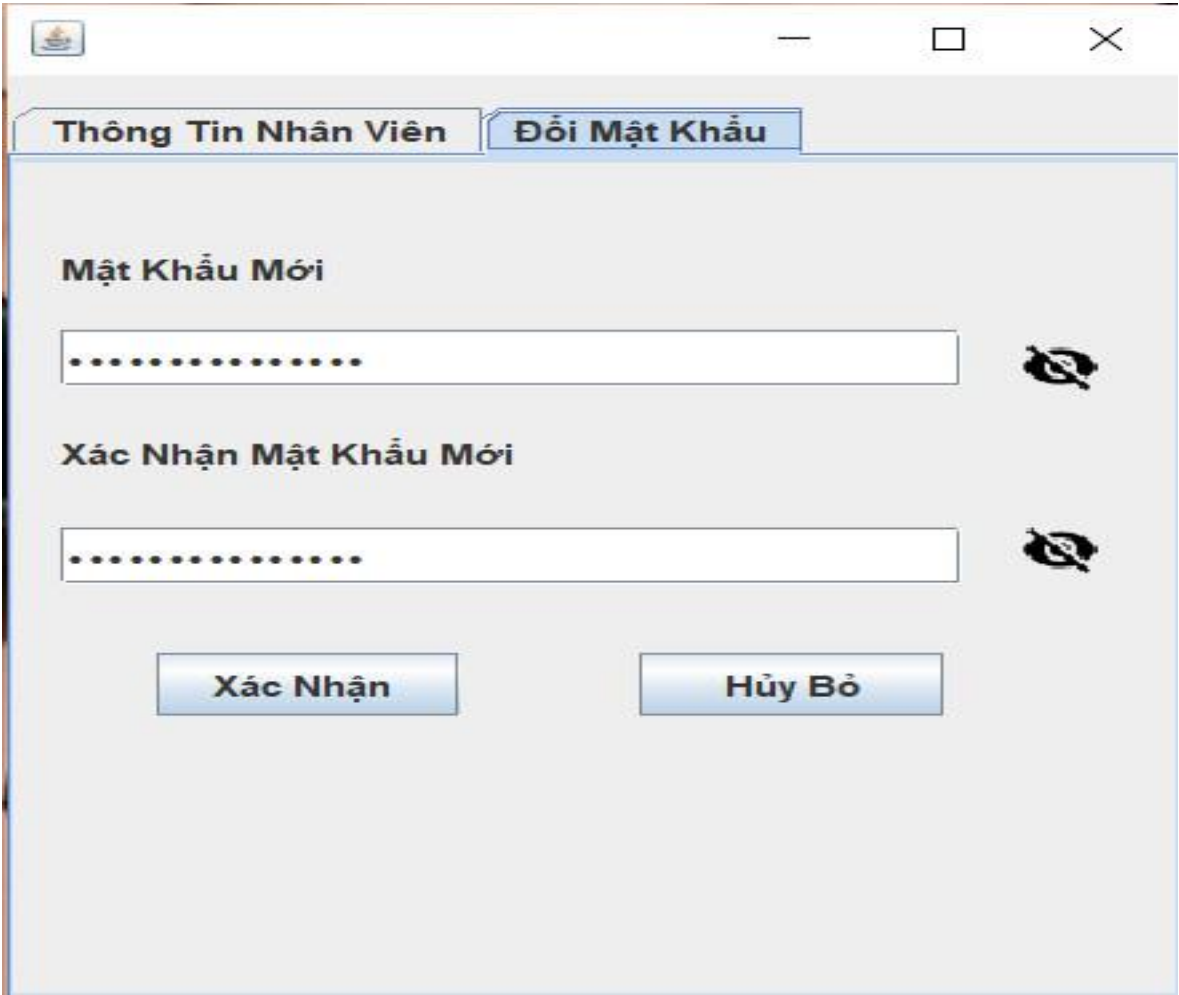 Thông Tin Nhân Viên Đổi Mật Khẩu
Mật Khẩu Mới
•••••••••••••••
Xác Nhận Mật Khẩu Mới
•••••••••••••••
Xác Nhận Hủy Bỏ